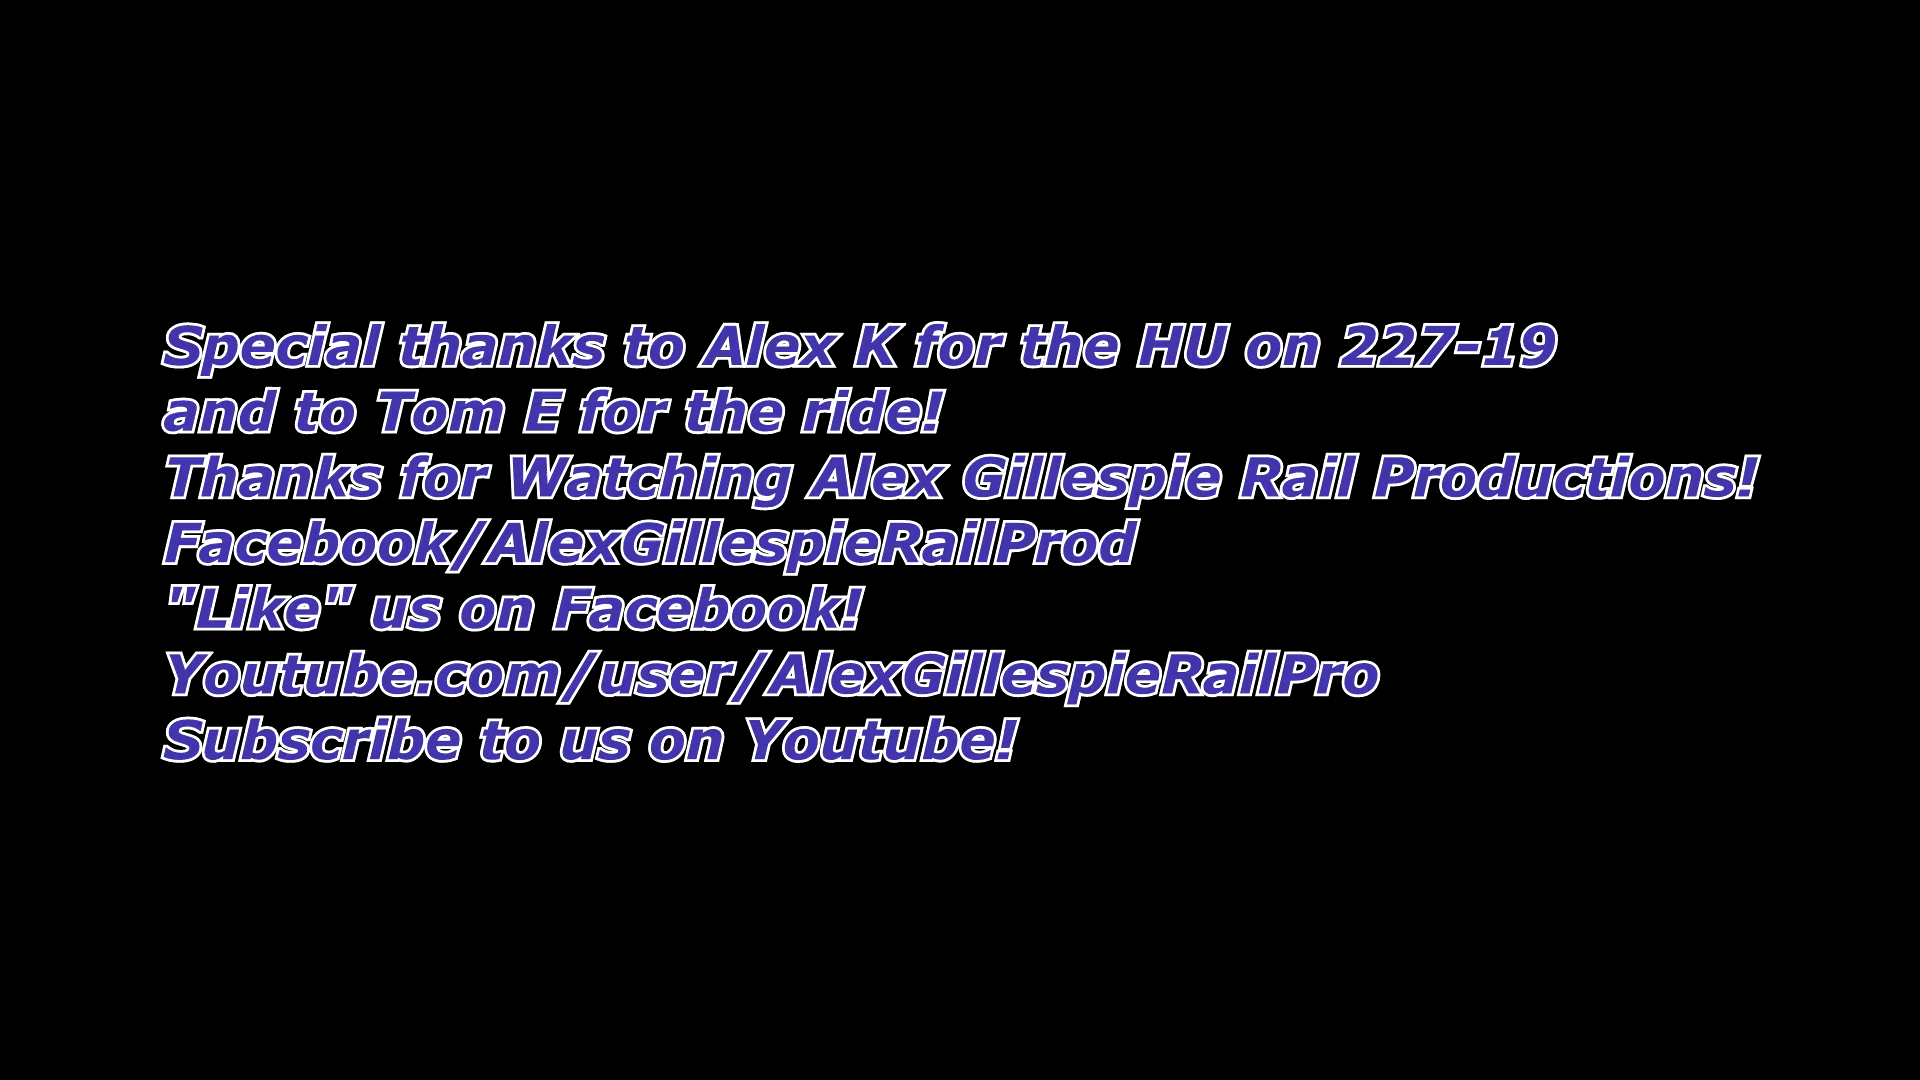 Special thanks to Alex K for the HU on 227-19
and to Tom E for the ride!
Thanks for Watching Alex Gillespie Rail Productions!
Facebook/AlexGillespieRailProd
"Like" us on Facebook!
Youtube.com/user/AlexGillespieRailPro
Subscribe to us on Youtube!